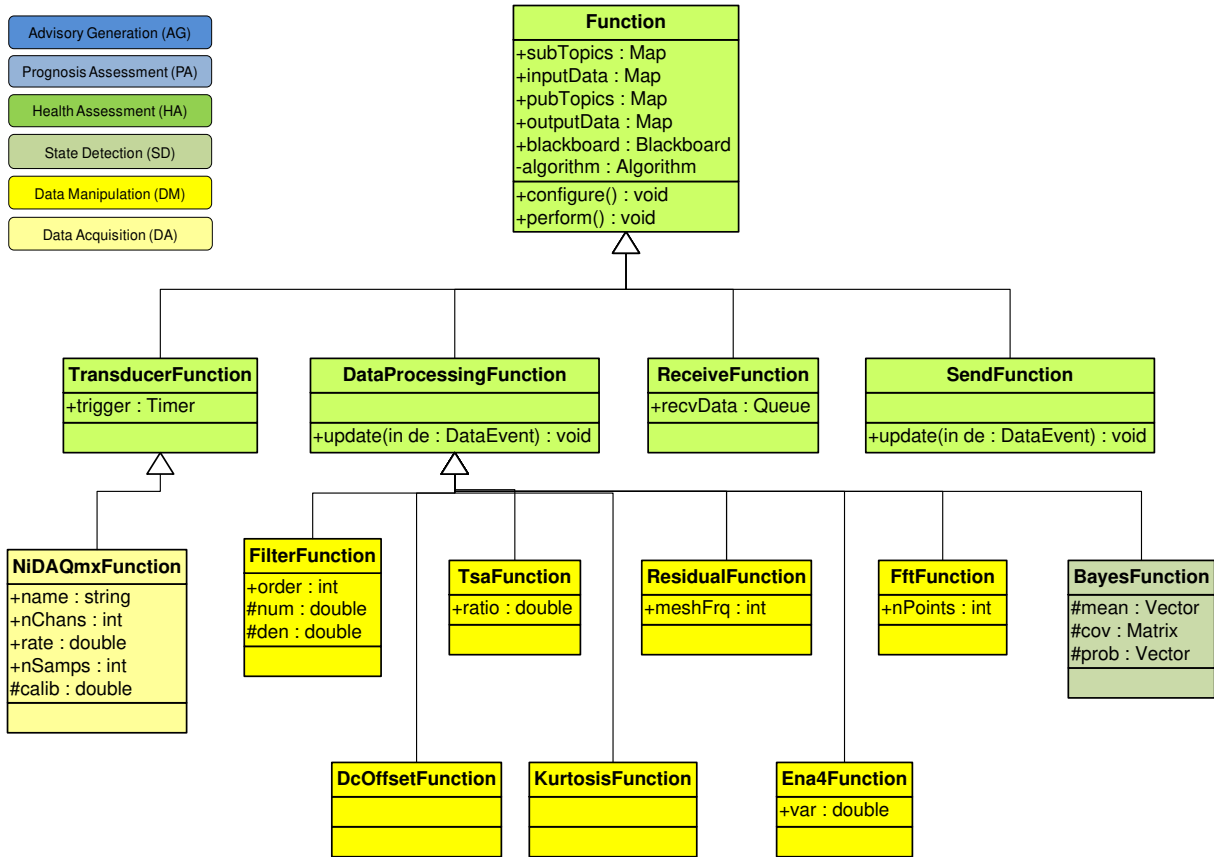 Advisory Generation (AG)
Prognosis Assessment (PA)
Health Assessment (HA)
State Detection (SD)
Data Manipulation (DM)
Data Acquisition (DA)
Function
+subTopics : Map
+inputData : Map
+pubTopics : Map
+outputData : Map
+blackboard : Blackboard
-algorithm : Algorithm
+configure() : void
+perform() : void
TransducerFunction
+trigger : Timer
DataProcessingFunction
+update(in de : DataEvent) : void
ReceiveFunction
+recvData : Queue
SendFunction
+update(in de : DataEvent) : void
NiDAQmxFunction
+name : string
+nChans : int
+rate : double
+nSamps : int
#calib : double
FilterFunction
+order : int
#num : double
#den : double
TsaFunction
+ratio : double
ResidualFunction
+meshFrq : int
FftFunction
+nPoints : int
BayesFunction
#mean : Vector
#cov : Matrix
#prob : Vector
DcOffsetFunction
KurtosisFunction
Ena4Function
+var : double